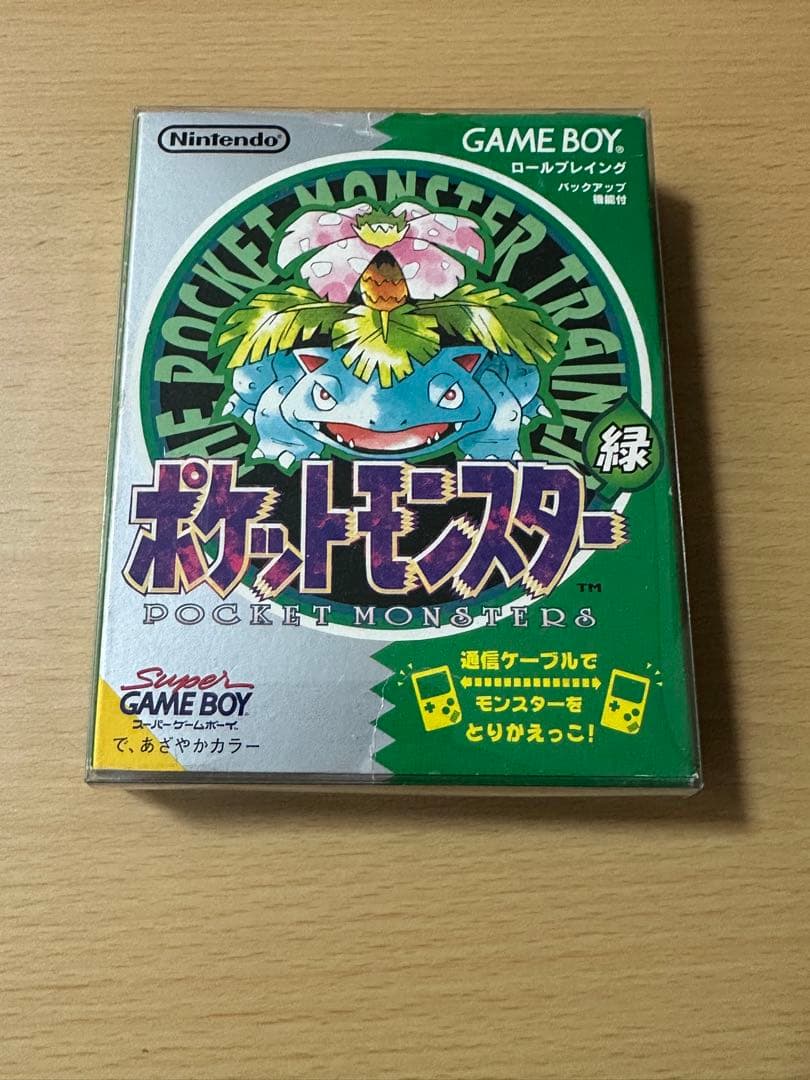 Nintendo®
GAME BOY®
ロールプレイング
バックアップ
機能付
THE POCKET MONSTER TRAINER
緑
ポケットモンスター
TM
POCKET MONSTERS
Super
GAME BOY
スーパーゲームボーイ
で、あざやかカラー
通信ケーブルで
モンスターを
とりかえっこ!